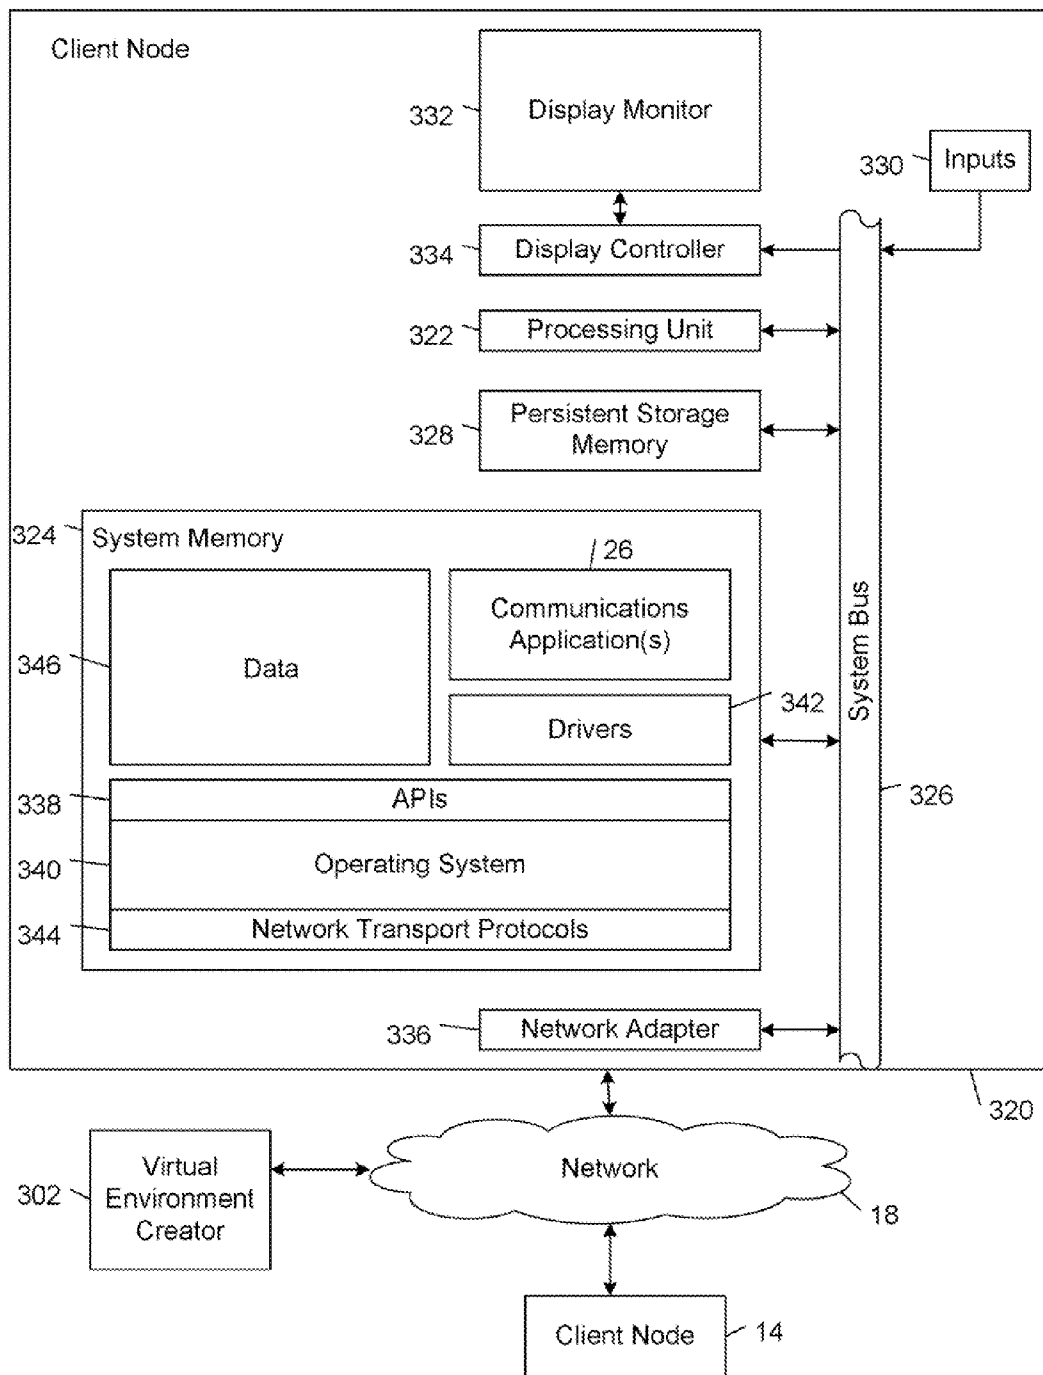 Client Node
332
Display Monitor
330
Inputs
334
Display Controller
322
Processing Unit
328
Persistent Storage
Memory
324
System Memory
26
Communications
Application(s)
346
Data
342
Drivers
System Bus
326
338
APIs
340
Operating System
344
Network Transport Protocols
336
Network Adapter
320
302
Virtual
Environment
Creator
Network
18
Client Node
14